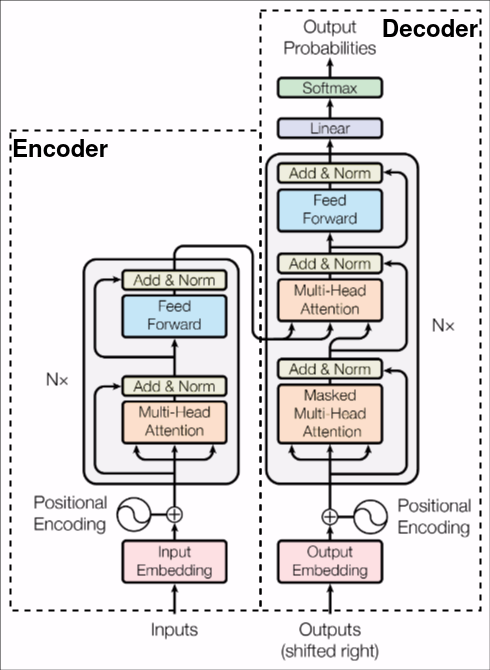 Output
Probabilities
Decoder
Softmax
Linear
Add & Norm
Feed
Forward
Add & Norm
Multi-Head
Attention
Add & Norm
Masked
Multi-Head
Attention
N×
Positional
Encoding
Output
Embedding
Outputs
(shifted right)
Encoder
Add & Norm
Feed
Forward
N×
Add & Norm
Multi-Head
Attention
Positional
Encoding
Input
Embedding
Inputs